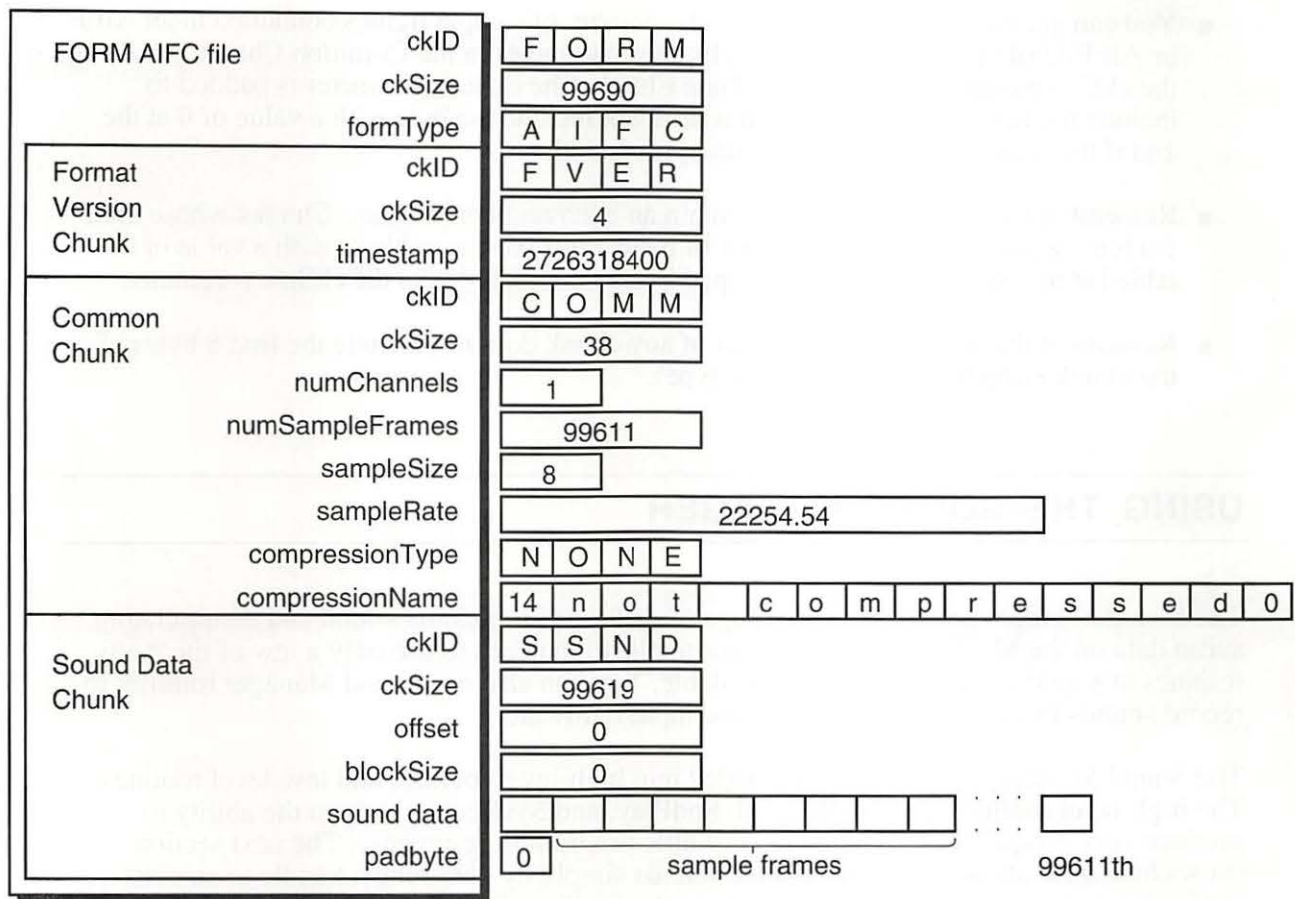 FORM AIFC file
ckID F O R M
ckSize 99690
formType A I F C
Format Version Chunk
ckID F V E R
ckSize 4
timestamp 2726318400
Common Chunk
ckID C O M M
ckSize 38
numChannels 1
numSampleFrames 99611
sampleSize 8
sampleRate 22254.54
compressionType N O N E
compressionName 14 n o t c o m p r e s s e d 0
Sound Data Chunk
ckID S S N D
ckSize 99619
offset 0
blockSize 0
sound data
padbyte 0 sample frames 99611th